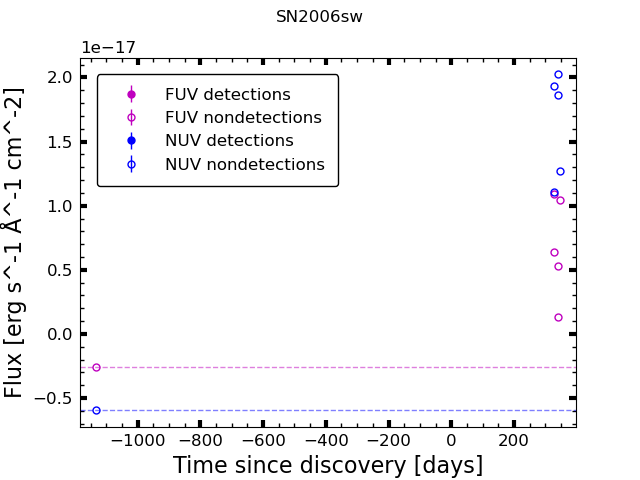 SN2006sw
1e−17
2.0
1.5
1.0
0.5
0.0
−0.5
Flux [erg s^-1 Å^-1 cm^-2]
FUV detections
FUV nondetections
NUV detections
NUV nondetections
−1000 −800 −600 −400 −200 0 200
Time since discovery [days]